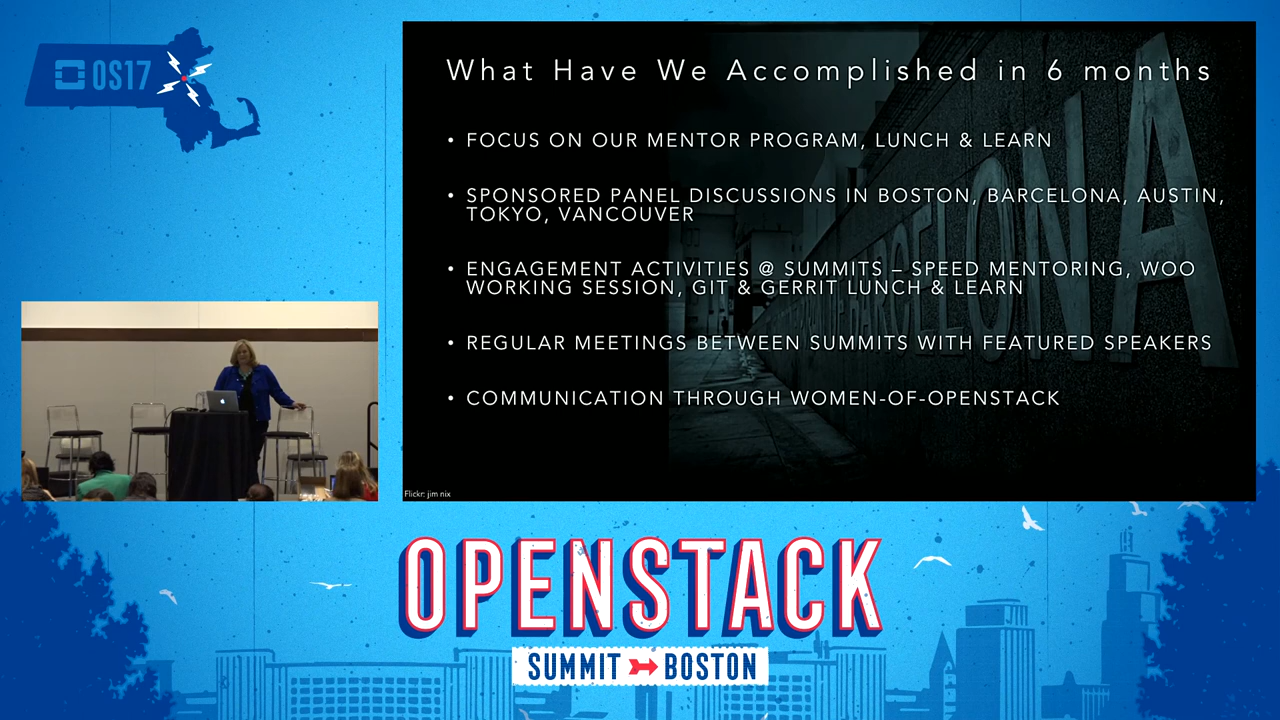 OS17
What Have We Accomplished in 6 months
• FOCUS ON OUR MENTOR PROGRAM, LUNCH & LEARN
• SPONSORED PANEL DISCUSSIONS IN BOSTON, BARCELONA, AUSTIN,
TOKYO, VANCOUVER
• ENGAGEMENT ACTIVITIES @ SUMMITS – SPEED MENTORING, WOO
WORKING SESSION, GIT & GERRIT LUNCH & LEARN
• REGULAR MEETINGS BETWEEN SUMMITS WITH FEATURED SPEAKERS
• COMMUNICATION THROUGH WOMEN-OF-OPENSTACK
BARCELONA
Flickr: jim nix
OPENSTACK
SUMMIT BOSTON